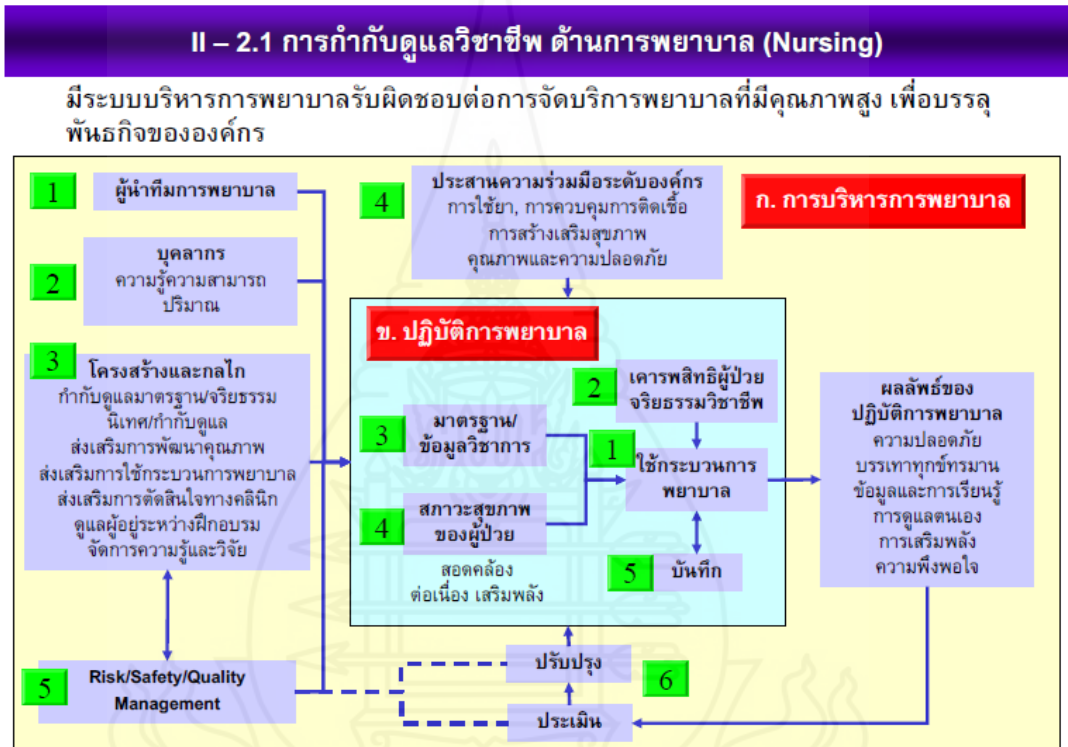 II – 2.1 การกำกับดูแลวิชาชีพ ด้านการพยาบาล (Nursing)
มีระบบบริหารการพยาบาลรับผิดชอบต่อการจัดบริการพยาบาลที่มีคุณภาพสูง เพื่อบรรลุ
พันธกิจขององค์กร
1
ผู้นำทีมการพยาบาล
2
บุคลากร
ความรู้ความสามารถ
ปริมาณ
3
โครงสร้างและกลไก
กำกับดูแลมาตรฐาน/จริยธรรม
นิเทศ/กำกับดูแล
ส่งเสริมการพัฒนาคุณภาพ
ส่งเสริมการใช้กระบวนการพยาบาล
ส่งเสริมการตัดสินใจทางคลินิก
ดูแลผู้อยู่ระหว่างฝึกอบรม
จัดการความรู้และวิจัย
5
Risk/Safety/Quality
Management
4
ประสานความร่วมมือระดับองค์กร
การใช้ยา, การควบคุมการติดเชื้อ
การสร้างเสริมสุขภาพ
คุณภาพและความปลอดภัย
ก. การบริหารการพยาบาล
ข. ปฏิบัติการพยาบาล
2
เคารพสิทธิผู้ป่วย
จริยธรรมวิชาชีพ
3
มาตรฐาน/
ข้อมูลวิชาการ
1
ใช้กระบวนการ
พยาบาล
4
สภาวะสุขภาพ
ของผู้ป่วย
สอดคล้อง
ต่อเนื่อง เสริมพลัง
5
บันทึก
ผลลัพธ์ของ
ปฏิบัติการพยาบาล
ความปลอดภัย
บรรเทาทุกข์ทรมาน
ข้อมูลและการเรียนรู้
การดูแลตนเอง
การเสริมพลัง
ความพึงพอใจ
ปรับปรุง
6
ประเมิน